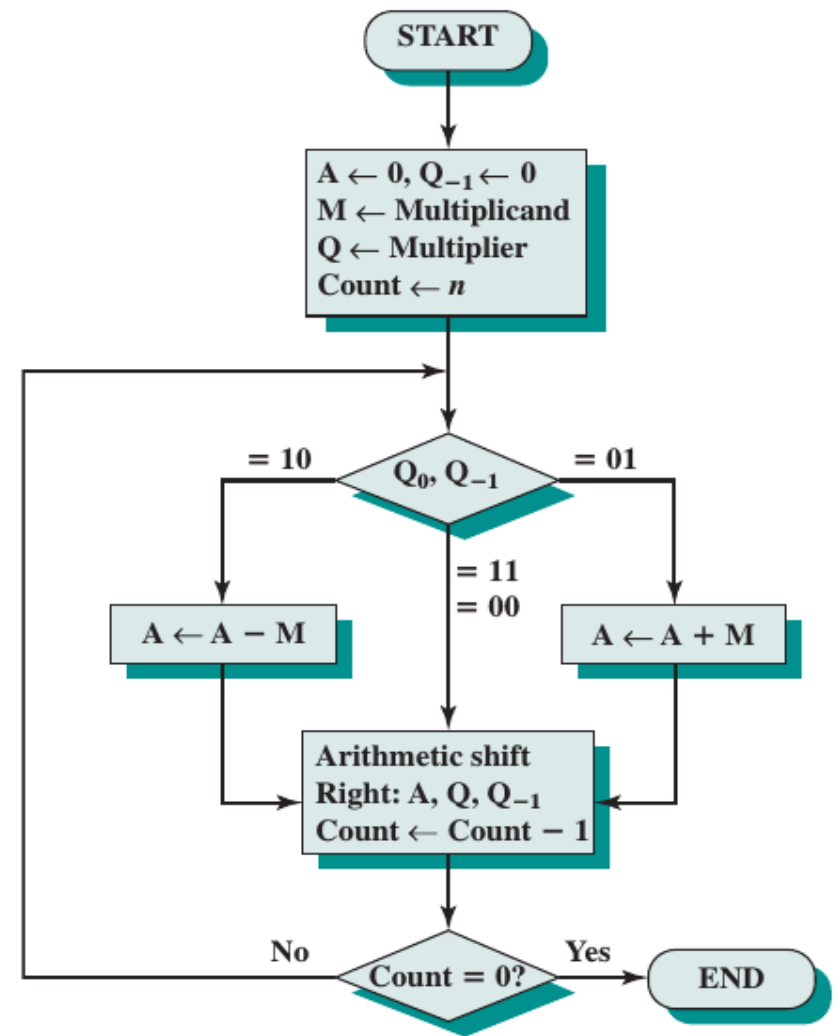 START
A ← 0, Q₋₁ ← 0
M ← Multiplicand
Q ← Multiplier
Count ← n
= 10
Q₀, Q₋₁
= 01
= 11
= 00
A ← A − M
A ← A + M
Arithmetic shift
Right: A, Q, Q₋₁
Count ← Count − 1
No
Count = 0?
Yes
END